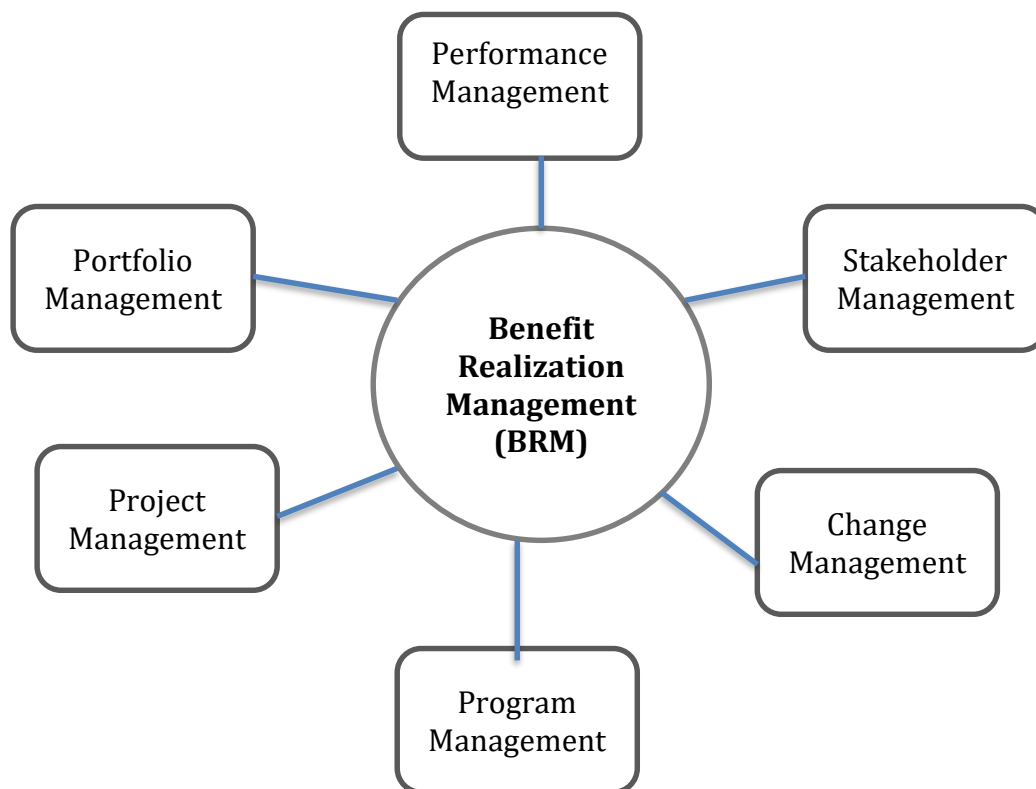 Performance
Management
Portfolio
Management
Stakeholder
Management
Benefit
Realization
Management
(BRM)
Project
Management
Change
Management
Program
Management